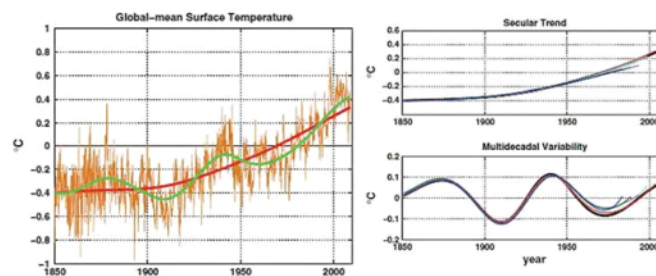 Global-mean Surface Temperature
1
0.8
0.6
0.4
0.2
0
-0.2
-0.4
-0.6
-0.8
-1
°C
1850 1900 1950 2000
Secular Trend
0.6
0.4
0.2
0
-0.2
-0.4
°C
1850 1900 1950 200
Multidecadal Variability
0.2
0.1
0
-0.1
-0.2
°C
1850 1900 1950 200
year